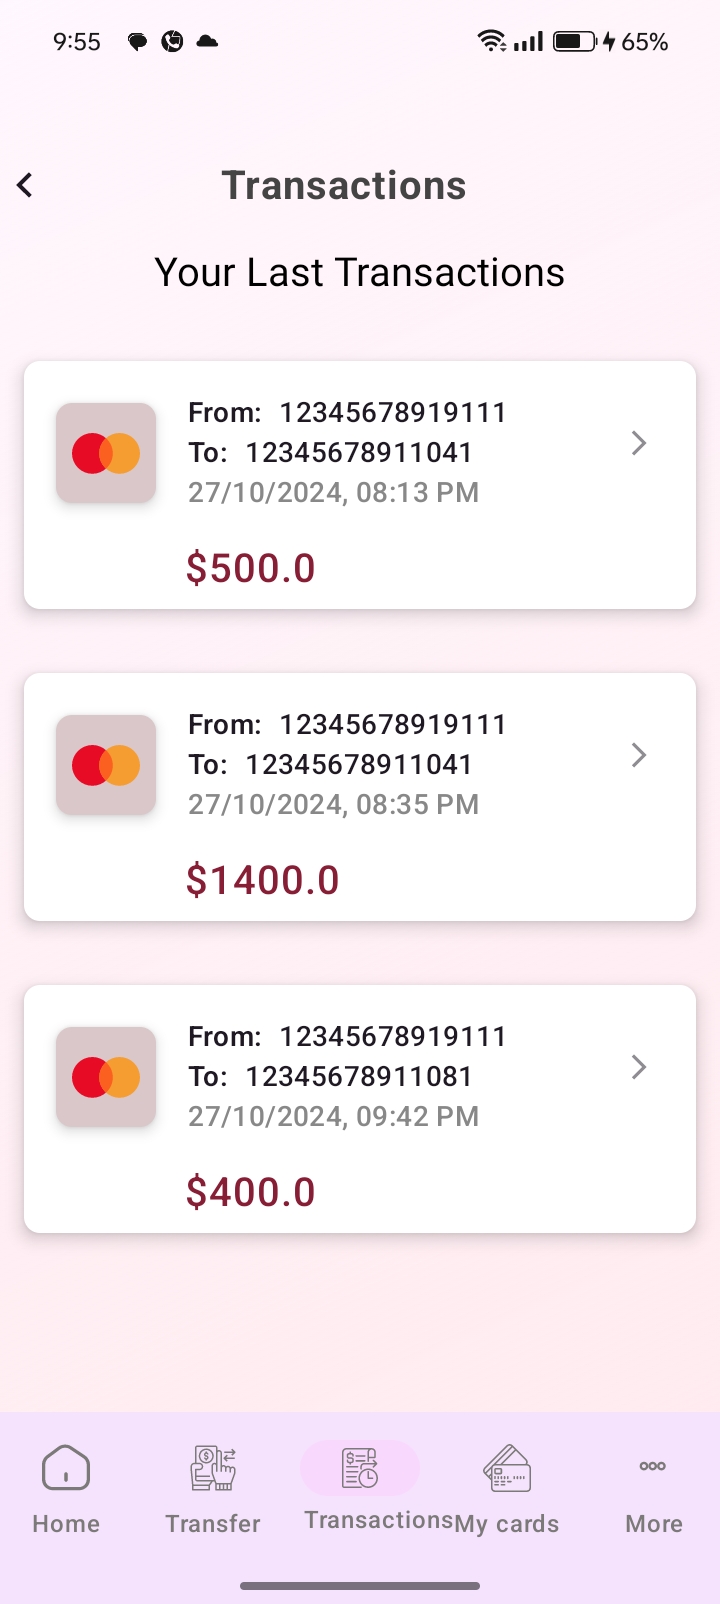 9:55 65%
Transactions
Your Last Transactions
From: 12345678919111
To: 12345678911041
27/10/2024, 08:13 PM
$500.0
From: 12345678919111
To: 12345678911041
27/10/2024, 08:35 PM
$1400.0
From: 12345678919111
To: 12345678911081
27/10/2024, 09:42 PM
$400.0
Home Transfer Transactions My cards More